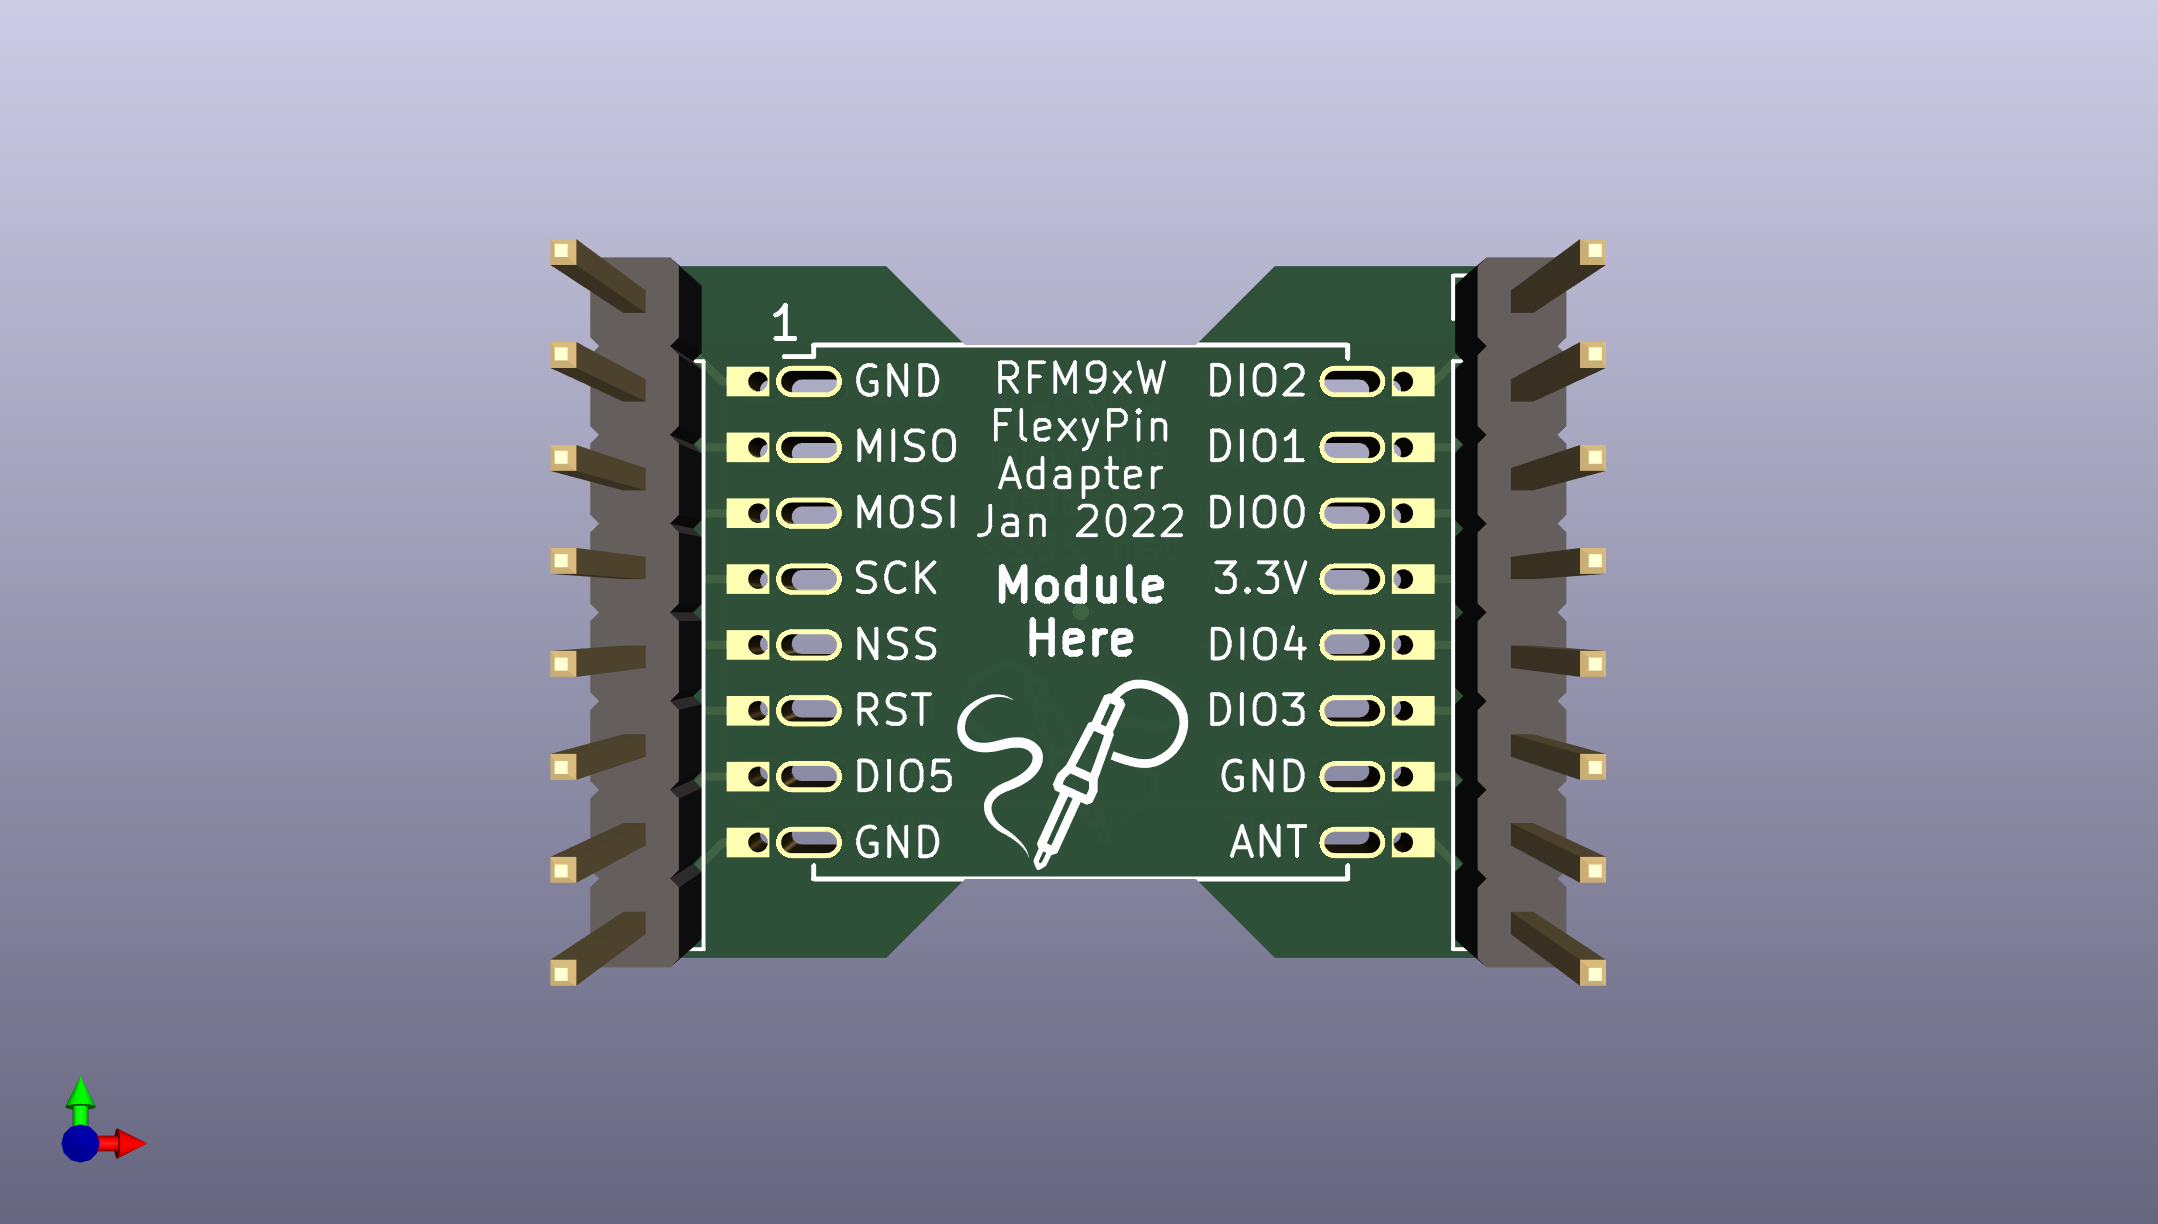 1
GND
MISO
MOSI
SCK
NSS
RST
DIO5
GND
RFM9xW
FlexyPin
Adapter
Jan 2022
Module
Here
DIO2
DIO1
DIO0
3.3V
DIO4
DIO3
GND
ANT